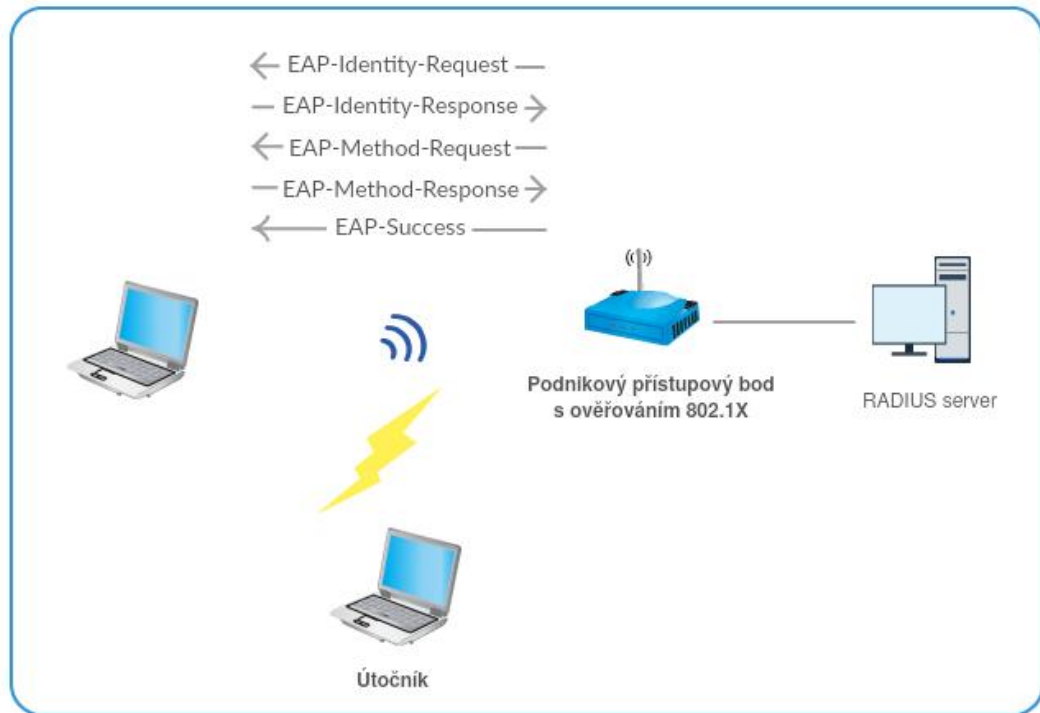 EAP-Identity-Request
EAP-Identity-Response
EAP-Method-Request
EAP-Method-Response
EAP-Success
Podnikový přístupový bod
s ověřováním 802.1X
RADIUS server
Útočník